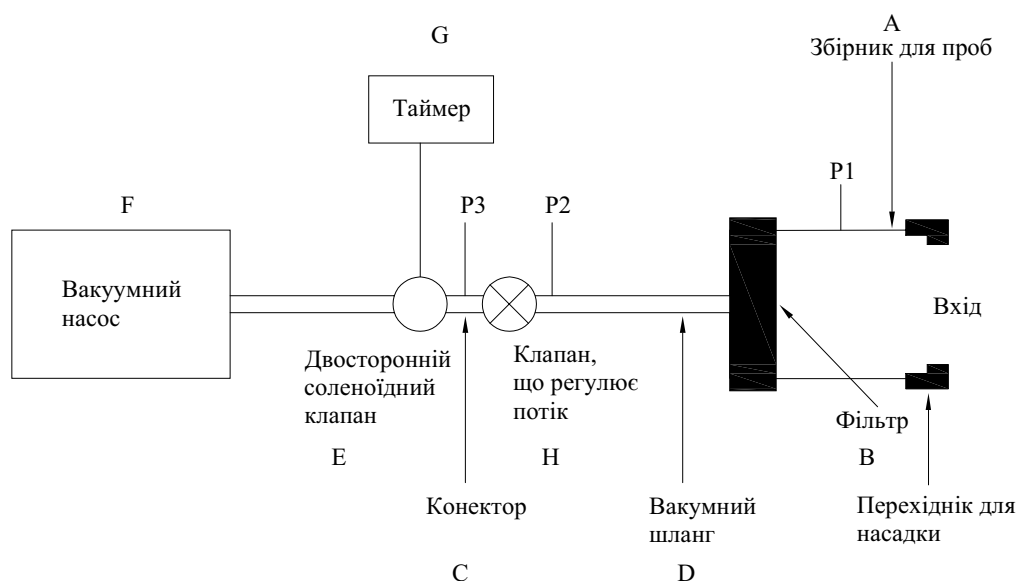 A
Збірник для проб
G
Таймер
P1
F
P3
P2
Вакуумний
насос
Вхід
Двосторонній
соленоїдний
клапан
Клапан,
що регулює
потік
Фільтр
E
H
B
Конектор
Вакумний
шланг
Перехіднік для
насадки
C
D